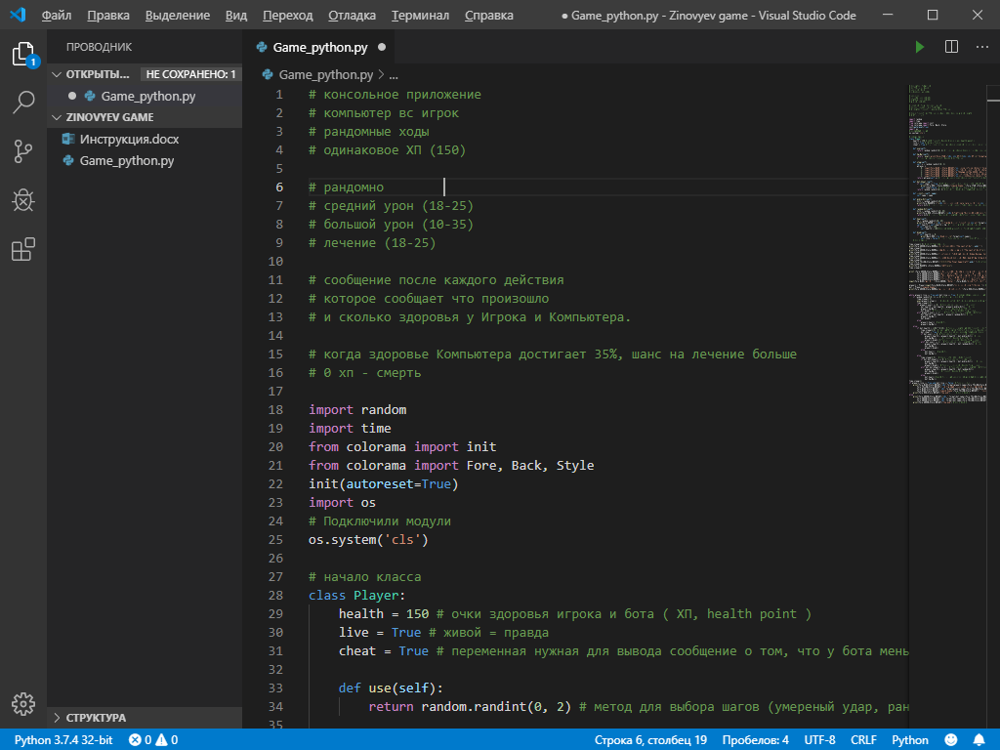 Файл Правка Выделение Вид Переход Отладка Терминал Справка ● Game_python.py - Zinovyev game - Visual Studio Code
ПРОВОДНИК
ОТКРЫТЫ... НЕ СОХРАНЕНО: 1
● Game_python.py
ZINOVYEV GAME
Инструкция.docx
Game_python.py
СТРУКТУРА
1
Game_python.py ●
Game_python.py > ...
1 # консольное приложение
2 # компьютер вс игрок
3 # рандомные ходы
4 # одинаковое ХП (150)
5
6 # рандомно
7 # средний урон (18-25)
8 # большой урон (10-35)
9 # лечение (18-25)
10
11 # сообщение после каждого действия
12 # которое сообщает что произошло
13 # и сколько здоровья у Игрока и Компьютера.
14
15 # когда здоровье Компьютера достигает 35%, шанс на лечение больше
16 # 0 хп - смерть
17
18 import random
19 import time
20 from colorama import init
21 from colorama import Fore, Back, Style
22 init(autoreset=True)
23 import os
24 # Подключили модули
25 os.system('cls')
26
27 # начало класса
28 class Player:
29 health = 150 # очки здоровья игрока и бота ( ХП, health point )
30 live = True # живой = правда
31 cheat = True # переменная нужная для вывода сообщение о том, что у бота мень
32
33 def use(self):
34 return random.randint(0, 2) # метод для выбора шагов (умереный удар, ран
35
Python 3.7.4 32-bit 0 0 Строка 6, столбец 19 Пробелов: 4 UTF-8 CRLF Python